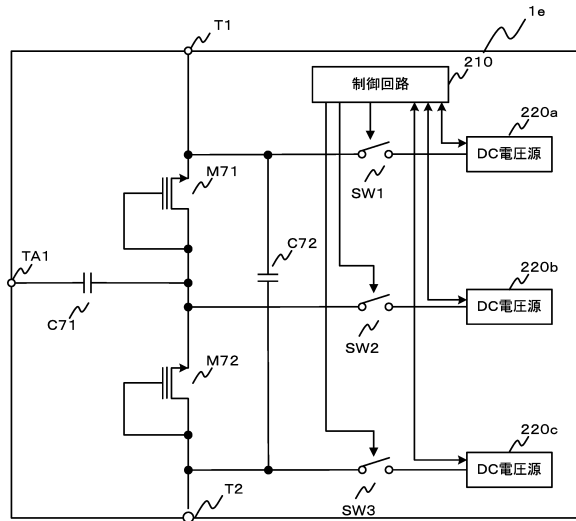 T1
1e
210
制御回路
220a
DC電圧源
M71
SW1
C72
TA1
C71
220b
DC電圧源
SW2
M72
220c
DC電圧源
T2
SW3